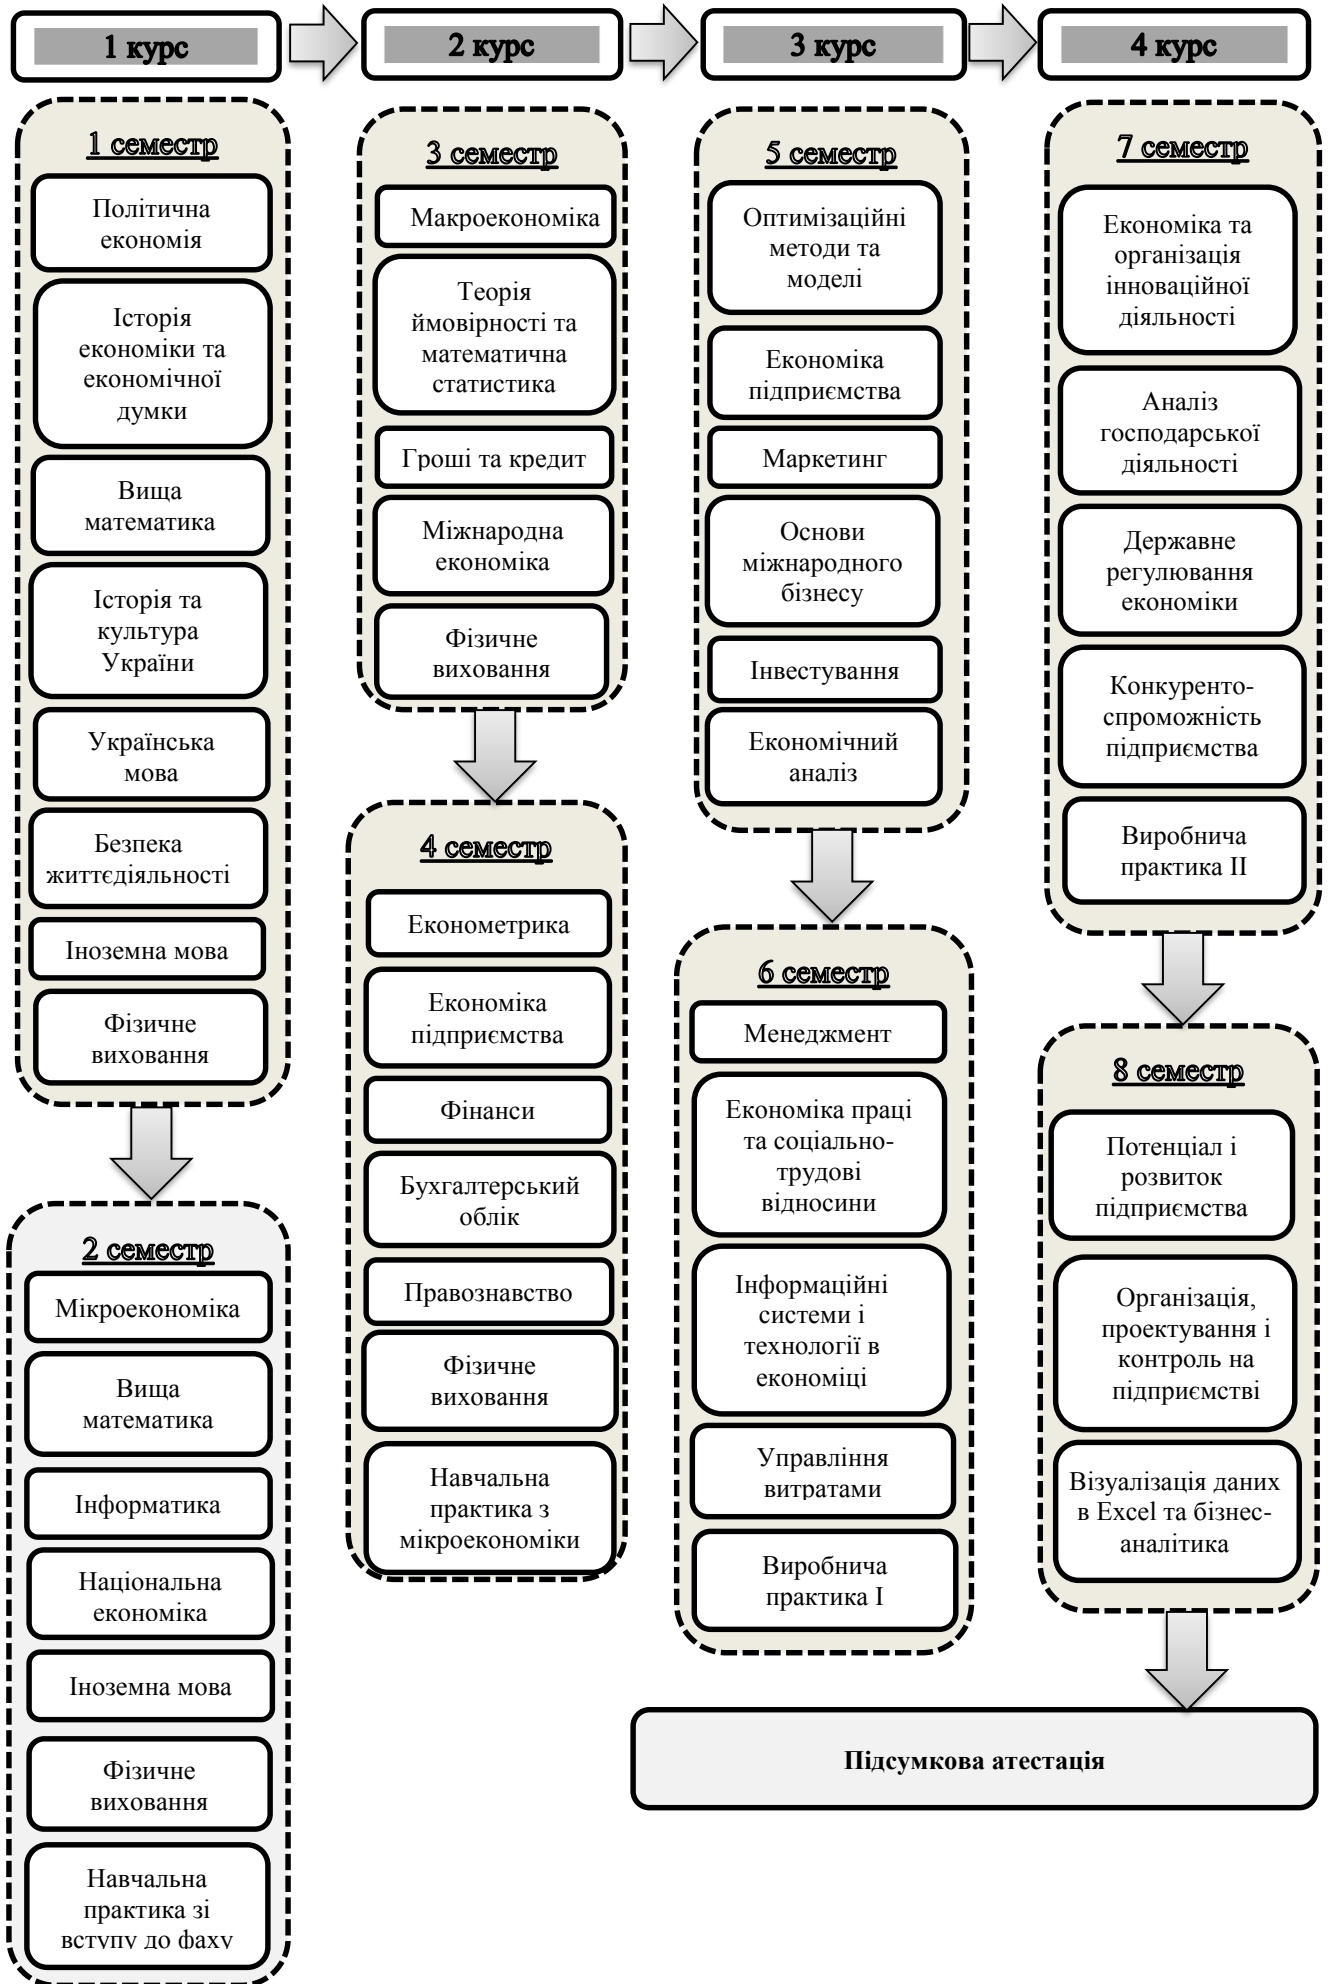 1 курс
2 курс
3 курс
4 курс
1 семестр
Політична
економія
Історія
економіки та
економічної
думки
Вища
математика
Історія та
культура
України
Українська
мова
Безпека
життєдіяльності
Іноземна мова
Фізичне
виховання
2 семестр
Мікроекономіка
Вища
математика
Інформатика
Національна
економіка
Іноземна мова
Фізичне
виховання
Навчальна
практика зі
вступу до фаху
3 семестр
Макроекономіка
Теорія
ймовірності та
математична
статистика
Гроші та кредит
Міжнародна
економіка
Фізичне
виховання
4 семестр
Економетрика
Економіка
підприємства
Фінанси
Бухгалтерський
облік
Правознавство
Фізичне
виховання
Навчальна
практика з
мікроекономіки
5 семестр
Оптимізаційні
методи та
моделі
Економіка
підприємства
Маркетинг
Основи
міжнародного
бізнесу
Інвестування
Економічний
аналіз
6 семестр
Менеджмент
Економіка праці
та соціально-
трудові
відносини
Інформаційні
системи і
технології в
економіці
Управління
витратами
Виробнича
практика І
7 семестр
Економіка та
організація
інноваційної
діяльності
Аналіз
господарської
діяльності
Державне
регулювання
економіки
Конкуренто-
спроможність
підприємства
Виробнича
практика ІІ
8 семестр
Потенціал і
розвиток
підприємства
Організація,
проектування і
контроль на
підприємстві
Візуалізація даних
в Excel та бізнес-
аналітика
Підсумкова атестація